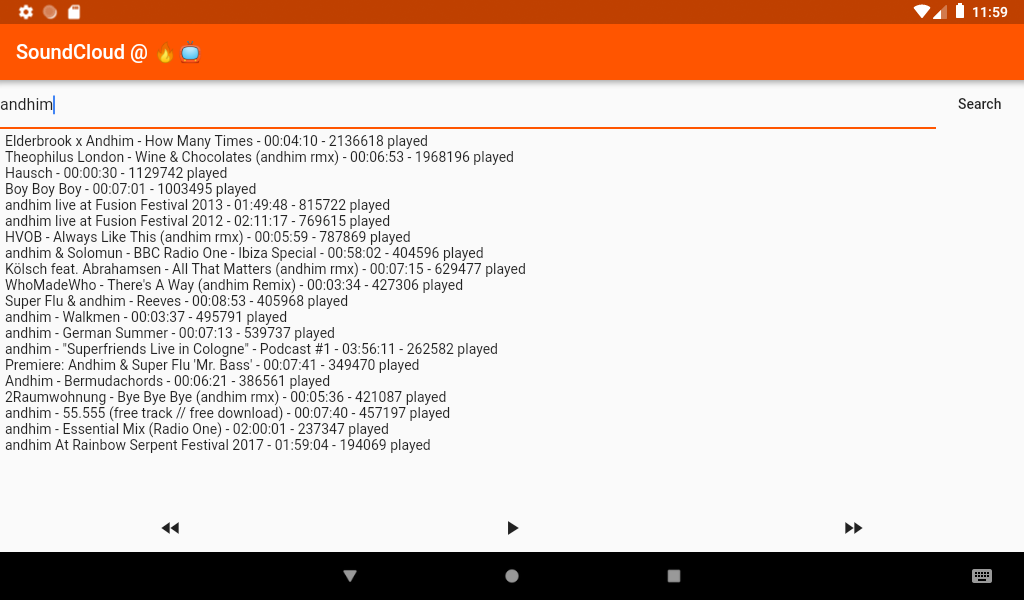 11:59
SoundCloud @ 🔥📺
andhim
Search
Elderbrook x Andhim - How Many Times - 00:04:10 - 2136618 played
Theophilus London - Wine & Chocolates (andhim rmx) - 00:06:53 - 1968196 played
Hausch - 00:00:30 - 1129742 played
Boy Boy Boy - 00:07:01 - 1003495 played
andhim live at Fusion Festival 2013 - 01:49:48 - 815722 played
andhim live at Fusion Festival 2012 - 02:11:17 - 769615 played
HVOB - Always Like This (andhim rmx) - 00:05:59 - 787869 played
andhim & Solomun - BBC Radio One - Ibiza Special - 00:58:02 - 404596 played
Kölsch feat. Abrahamsen - All That Matters (andhim rmx) - 00:07:15 - 629477 played
WhoMadeWho - There's A Way (andhim Remix) - 00:03:34 - 427306 played
Super Flu & andhim - Reeves - 00:08:53 - 405968 played
andhim - Walkmen - 00:03:37 - 495791 played
andhim - German Summer - 00:07:13 - 539737 played
andhim - "Superfriends Live in Cologne" - Podcast #1 - 03:56:11 - 262582 played
Premiere: Andhim & Super Flu 'Mr. Bass' - 00:07:41 - 349470 played
Andhim - Bermudachords - 00:06:21 - 386561 played
2Raumwohnung - Bye Bye Bye (andhim rmx) - 00:05:36 - 421087 played
andhim - 55.555 (free track // free download) - 00:07:40 - 457197 played
andhim - Essential Mix (Radio One) - 02:00:01 - 237347 played
andhim At Rainbow Serpent Festival 2017 - 01:59:04 - 194069 played